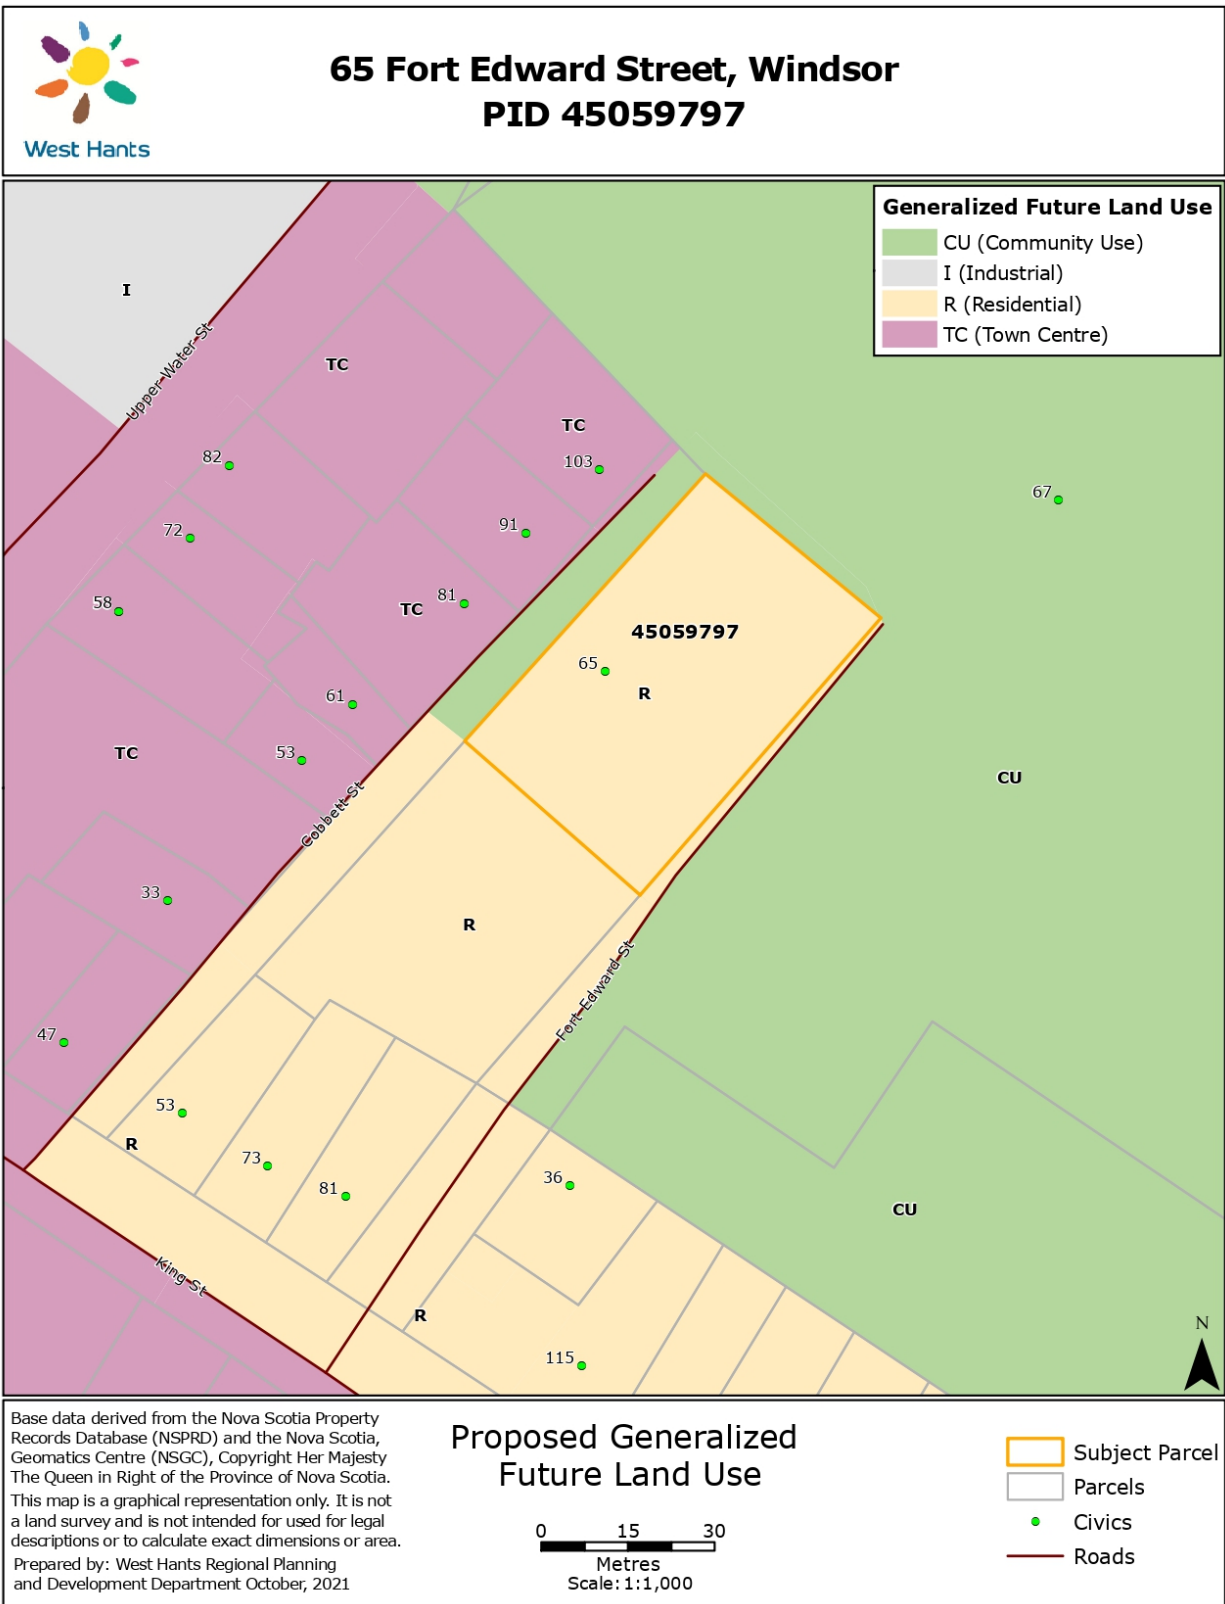 65 Fort Edward Street, Windsor
PID 45059797
West Hants
Generalized Future Land Use
CU (Community Use)
I (Industrial)
R (Residential)
TC (Town Centre)
I
Upper Water St
TC
TC
103
82
67
91
72
81
TC
58
45059797
65
R
61
53
TC
CU
Cobbett St
33
R
Fort Edward St
47
53
R
73
81
36
CU
King St
R
115
N
Base data derived from the Nova Scotia Property
Records Database (NSPRD) and the Nova Scotia,
Geomatics Centre (NSGC), Copyright Her Majesty
The Queen in Right of the Province of Nova Scotia.
This map is a graphical representation only. It is not
a land survey and is not intended for used for legal
descriptions or to calculate exact dimensions or area.
Prepared by: West Hants Regional Planning
and Development Department October, 2021
Proposed Generalized
Future Land Use
0 15 30
Metres
Scale: 1:1,000
Subject Parcel
Parcels
Civics
Roads